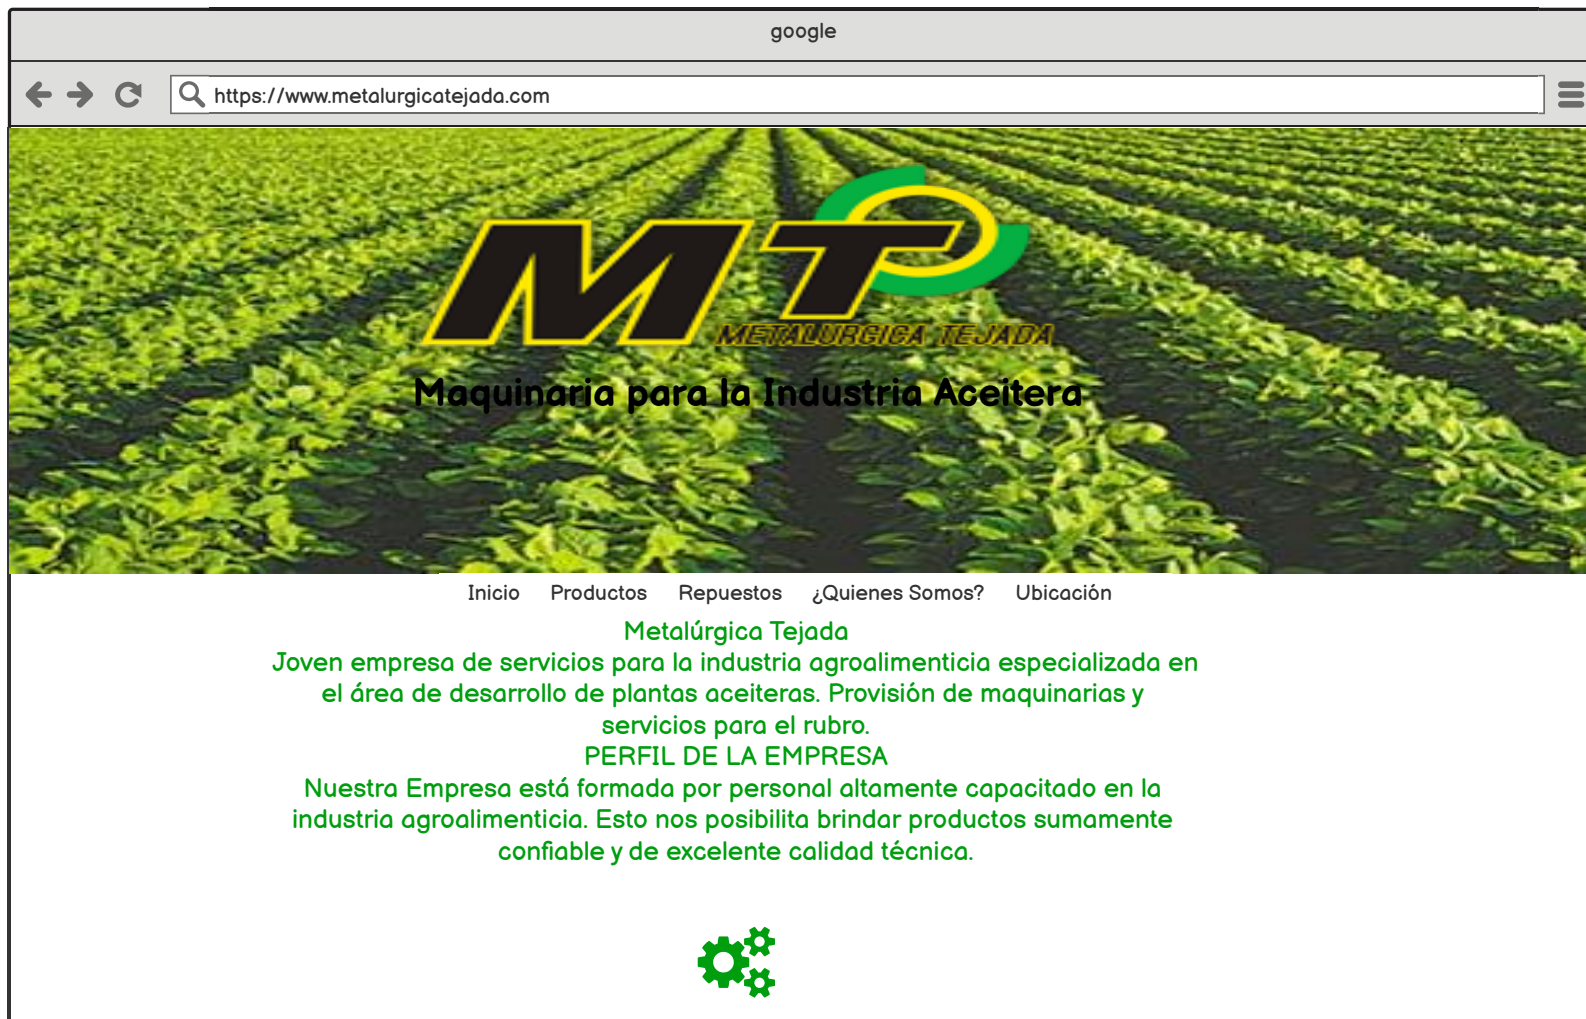 google
https://www.metalurgicatejada.com
MT
METALURGICA TEJADA
Maquinaria para la Industria Aceitera
Inicio Productos Repuestos ¿Quienes Somos? Ubicación
Metalúrgica Tejada
Joven empresa de servicios para la industria agroalimenticia especializada en
el área de desarrollo de plantas aceiteras. Provisión de maquinarias y
servicios para el rubro.
PERFIL DE LA EMPRESA
Nuestra Empresa está formada por personal altamente capacitado en la
industria agroalimenticia. Esto nos posibilita brindar productos sumamente
confiable y de excelente calidad técnica.